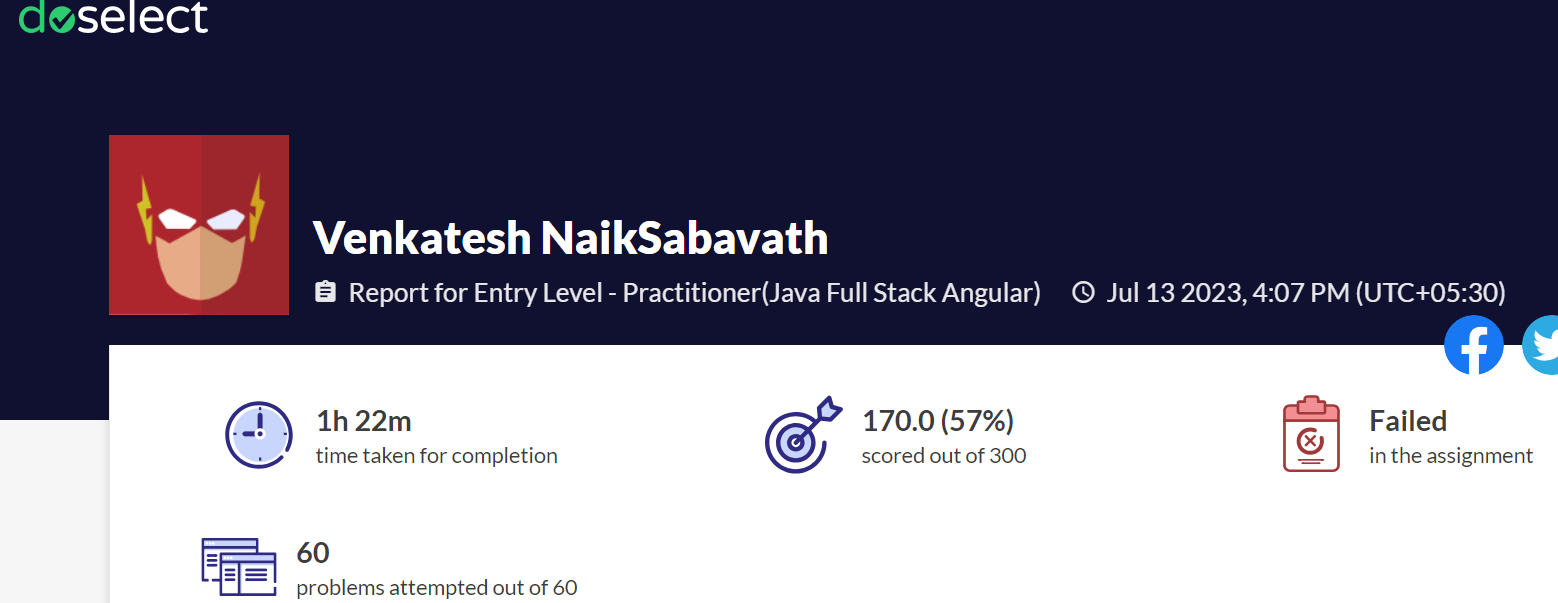 doselect
Venkatesh NaikSabavath
Report for Entry Level - Practitioner(Java Full Stack Angular) Jul 13 2023, 4:07 PM (UTC+05:30)
1h 22m
time taken for completion
170.0 (57%)
scored out of 300
Failed
in the assignment
60
problems attempted out of 60